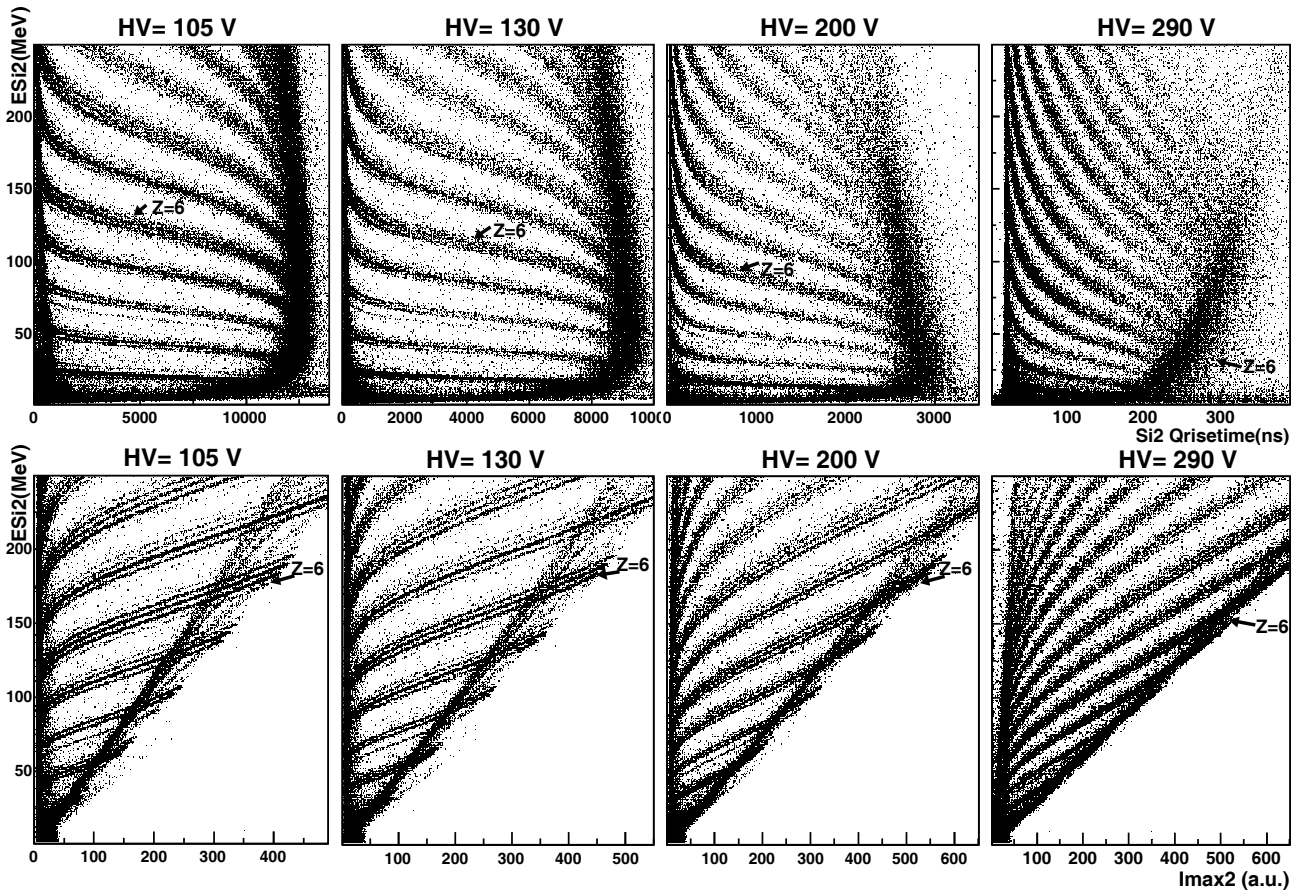 HV= 105 V HV= 130 V HV= 200 V HV= 290 V
ESi2(MeV)
200
150
100
50
Z=6 Z=6 Z=6 Z=6
0 5000 10000 0 2000 4000 6000 8000 1000 0 1000 2000 3000 100 200 300
Si2 Qrisetime(ns)
HV= 105 V HV= 130 V HV= 200 V HV= 290 V
ESi2(MeV)
200
150
100
50
Z=6 Z=6 Z=6 Z=6
0 100 200 300 400 100 200 300 400 500 100 200 300 400 500 600 100 200 300 400 500 600
Imax2 (a.u.)